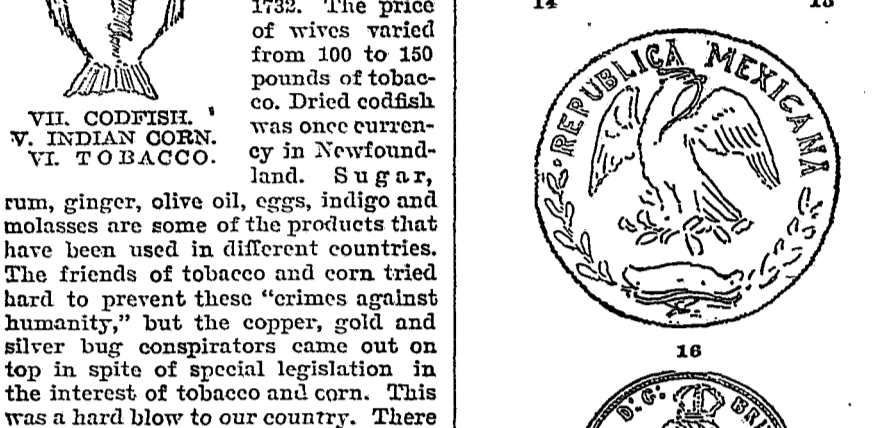 1732. The price
of wives varied
from 100 to 150
pounds of tobac-
co. Dried codfish
was once curren-
cy in Newfound-
land. Sugar,
VII. CODFISH.
V. INDIAN CORN.
VI. TOBACCO.
rum, ginger, olive oil, eggs, indigo and
molasses are some of the products that
have been used in different countries.
The friends of tobacco and corn tried
hard to prevent these “crimes against
humanity,” but the copper, gold and
silver bug conspirators came out on
top in spite of special legislation in
the interest of tobacco and corn. This
was a hard blow to our country. There
14
REPUBLICA MEXICANA
16
D:G: BRA